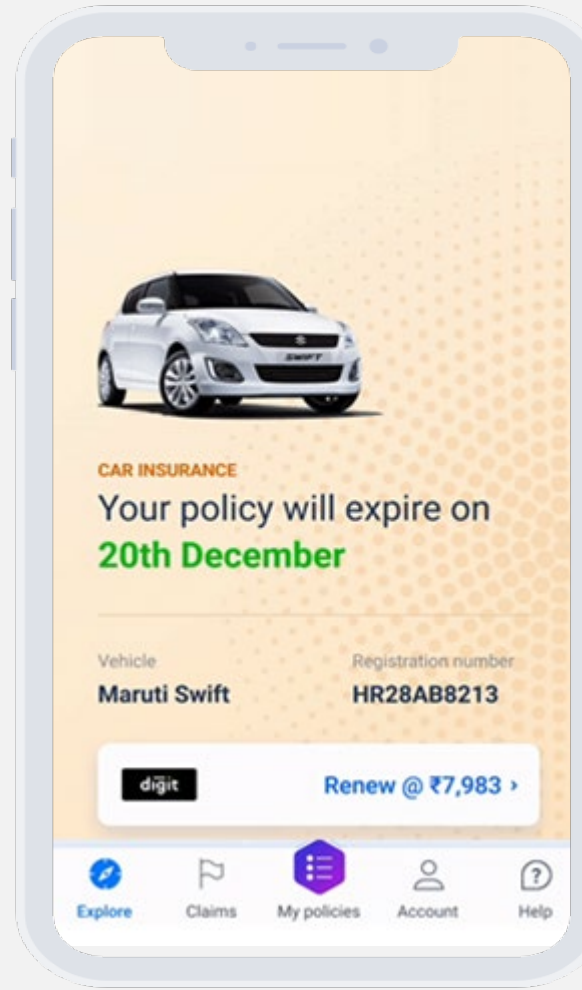 SWIFT
CAR INSURANCE
Your policy will expire on
20th December
Vehicle
Registration number
Maruti Swift
HR28AB8213
digit
Renew @ ₹7,983 ›
Explore
Claims
My policies
Account
Help